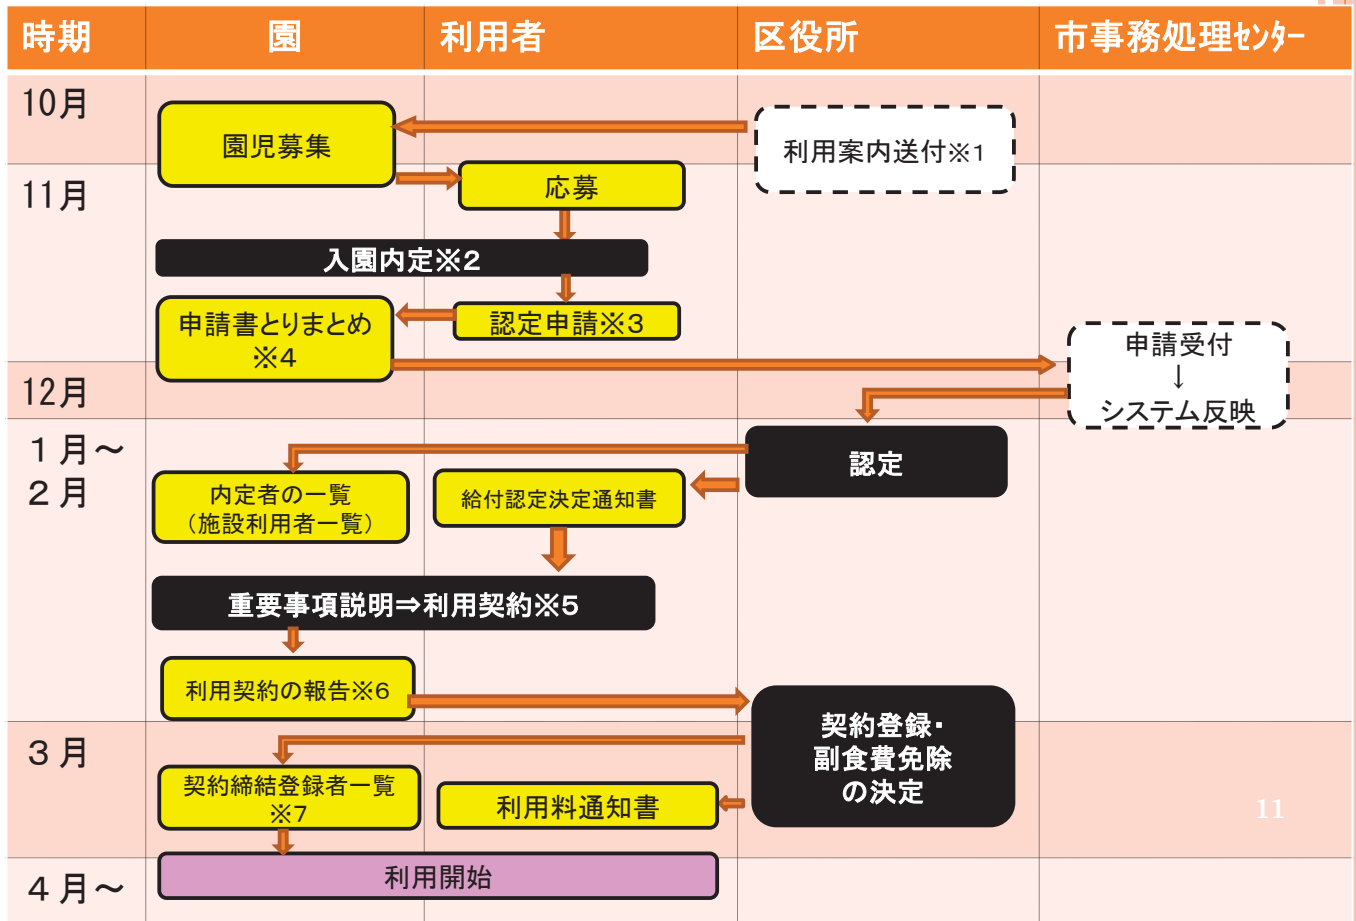 時期 園 利用者 区役所 市事務処理ｾﾝﾀｰ
10月
園児募集
利用案内送付※1
11月
応募
入園内定※2
申請書とりまとめ
※4
認定申請※3
申請受付
↓
システム反映
12月
１月～
２月
認定
内定者の一覧
（施設利用者一覧）
給付認定決定通知書
重要事項説明⇒利用契約※5
利用契約の報告※6
契約登録・
副食費免除
の決定
３月
契約締結登録者一覧
※7
利用料通知書
11
４月～
利用開始